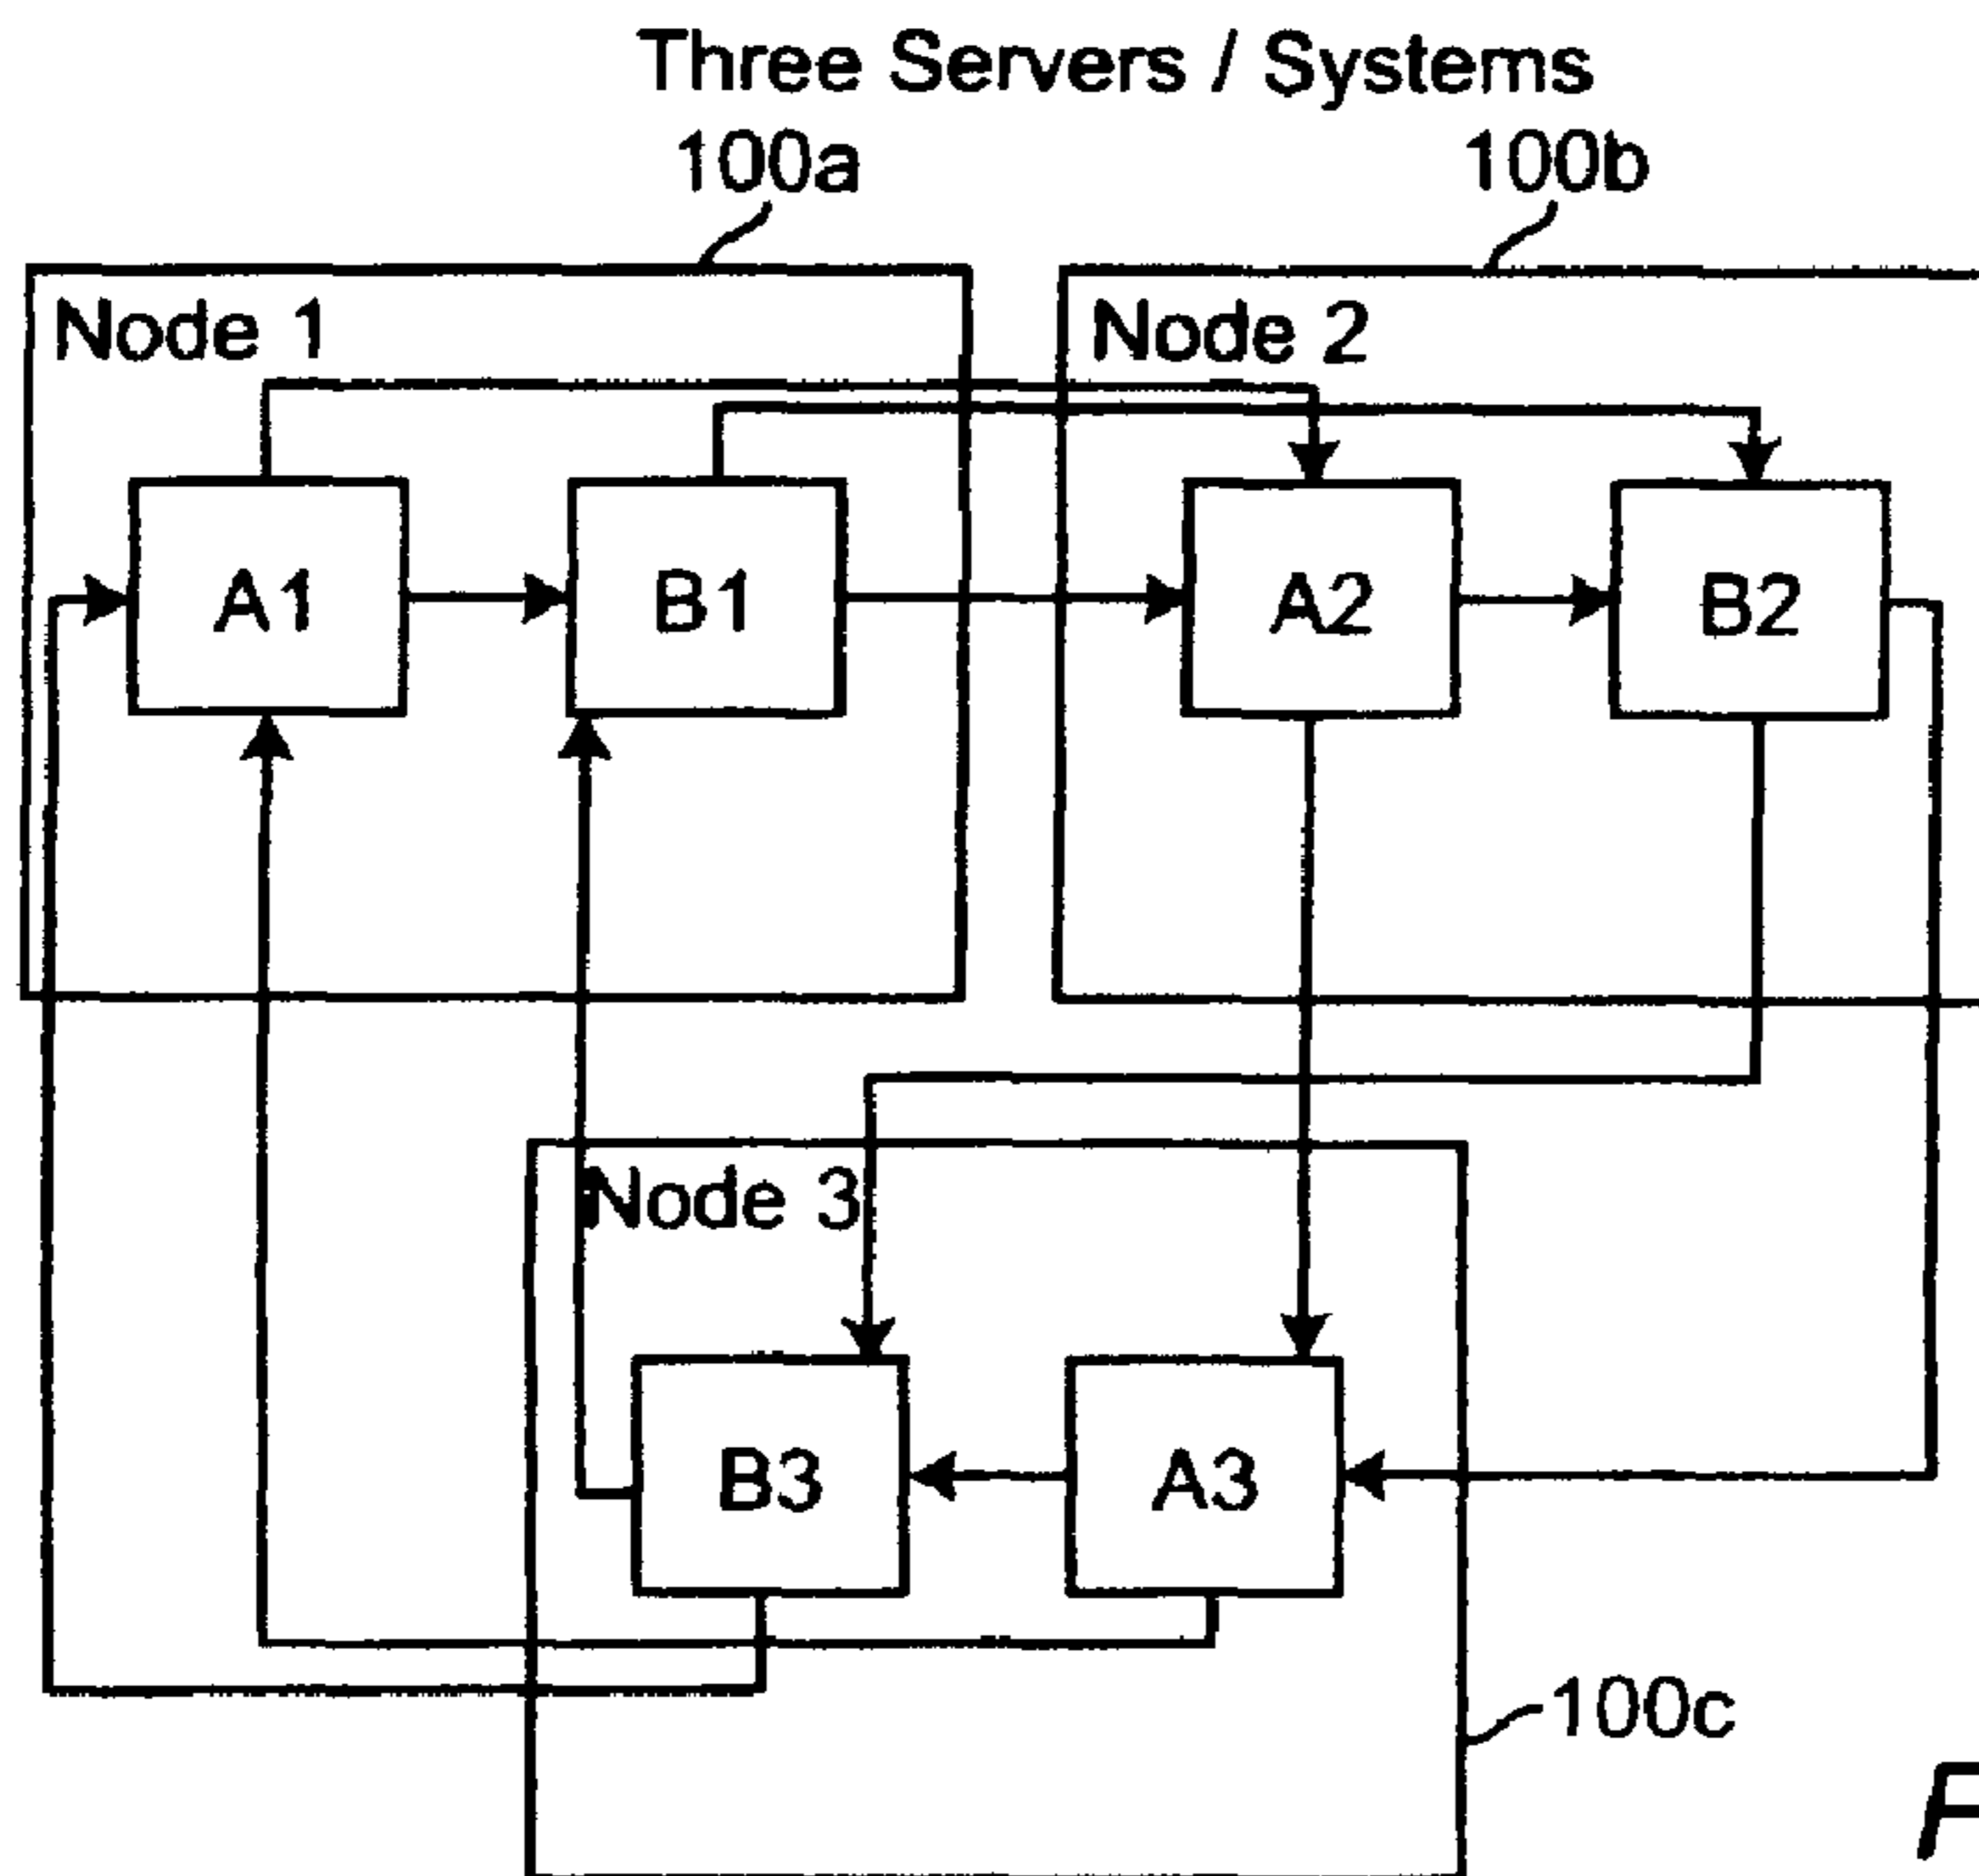 Three Servers / Systems
100a
100b
Node 1
Node 2
A1
B1
A2
B2
Node 3
B3
A3
100c
F